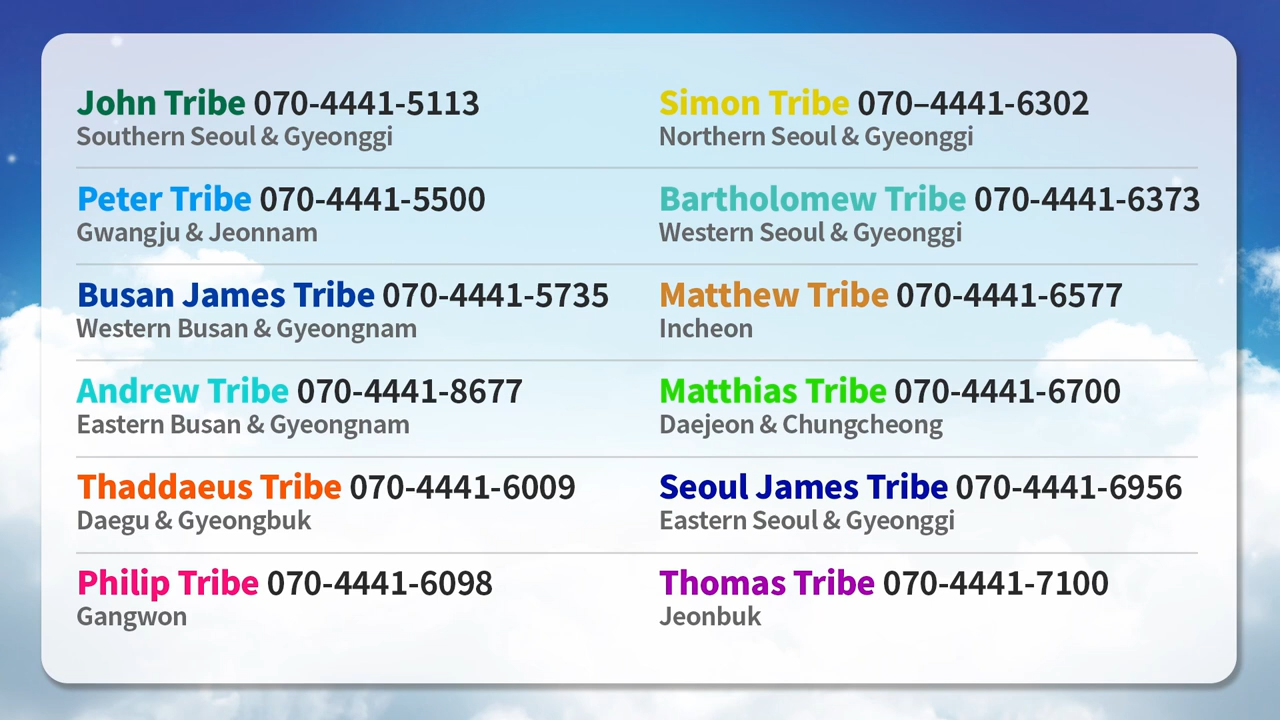 John Tribe 070-4441-5113
Southern Seoul & Gyeonggi
Peter Tribe 070-4441-5500
Gwangju & Jeonnam
Busan James Tribe 070-4441-5735
Western Busan & Gyeongnam
Andrew Tribe 070-4441-8677
Eastern Busan & Gyeongnam
Thaddaeus Tribe 070-4441-6009
Daegu & Gyeongbuk
Philip Tribe 070-4441-6098
Gangwon
Simon Tribe 070–4441-6302
Northern Seoul & Gyeonggi
Bartholomew Tribe 070-4441-6373
Western Seoul & Gyeonggi
Matthew Tribe 070-4441-6577
Incheon
Matthias Tribe 070-4441-6700
Daejeon & Chungcheong
Seoul James Tribe 070-4441-6956
Eastern Seoul & Gyeonggi
Thomas Tribe 070-4441-7100
Jeonbuk